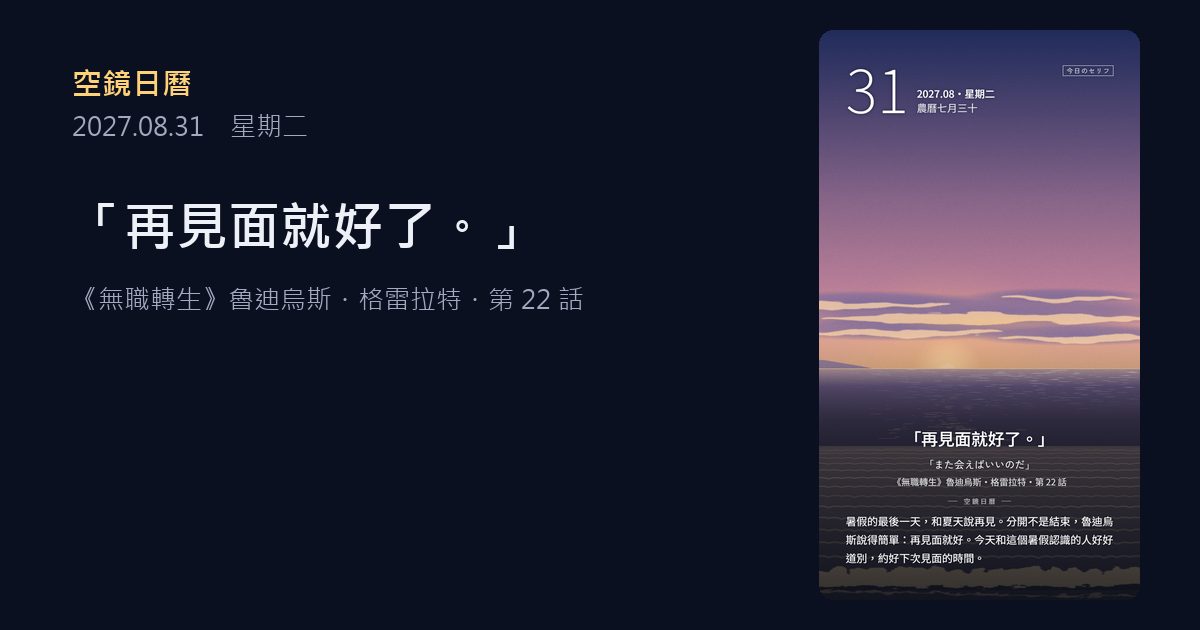 空鏡日曆
2027.08.31 星期二
「再見面就好了。」
《無職轉生》魯迪烏斯・格雷拉特・第 22 話
31
2027.08・星期二
農曆七月三十
今日のセリフ
「再見面就好了。」
「また会えばいいのだ」
《無職轉生》魯迪烏斯・格雷拉特・第 22 話
— 空鏡日曆 —
暑假的最後一天，和夏天說再見。分開不是結束，魯迪烏
斯說得簡單：再見面就好。今天和這個暑假認識的人好好
道別，約好下次見面的時間。